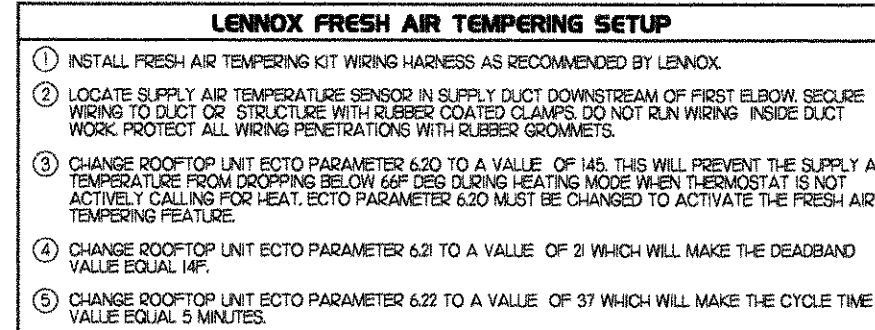 LENNOX FRESH AIR TEMPERING SETUP
1 INSTALL FRESH AIR TEMPERING KIT WIRING HARNESS AS RECOMMENDED BY LENNOX.
2 LOCATE SUPPLY AIR TEMPERATURE SENSOR IN SUPPLY DUCT DOWNSTREAM OF FIRST ELBOW. SECURE
WIRING TO DUCT OR STRUCTURE WITH RUBBER COATED CLAMPS. DO NOT RUN WIRING INSIDE DUCT
WORK. PROTECT ALL WIRING PENETRATIONS WITH RUBBER GROMMETS.
3 CHANGE ROOFTOP UNIT ECTO PARAMETER 6.20 TO A VALUE OF 145. THIS WILL PREVENT THE SUPPLY A
TEMPERATURE FROM DROPPING BELOW 66F DEG DURING HEATING MODE WHEN THERMOSTAT IS NOT
ACTIVELY CALLING FOR HEAT. ECTO PARAMETER 6.20 MUST BE CHANGED TO ACTIVATE THE FRESH AIR
TEMPERING FEATURE.
4 CHANGE ROOFTOP UNIT ECTO PARAMETER 6.21 TO A VALUE OF 21 WHICH WILL MAKE THE DEADBAND
VALUE EQUAL 14F.
5 CHANGE ROOFTOP UNIT ECTO PARAMETER 6.22 TO A VALUE OF 37 WHICH WILL MAKE THE CYCLE TIME
VALUE EQUAL 5 MINUTES.